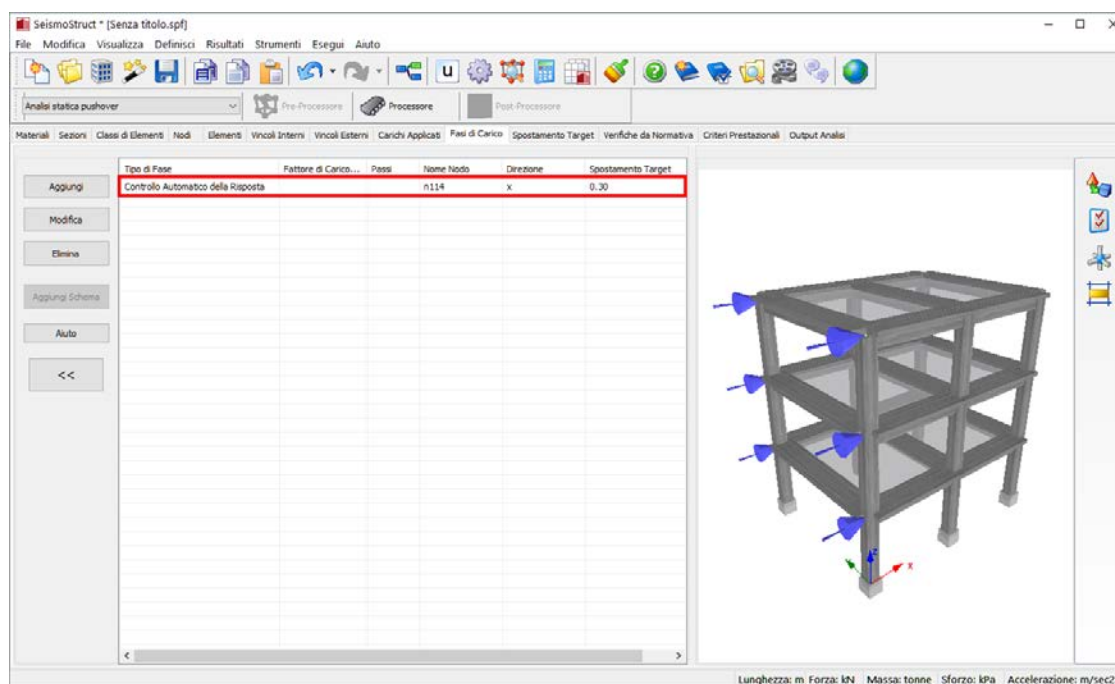 SeismoStruct * [Senza titolo.spf]
File Modifica Visualizza Definisci Risultati Strumenti Esegui Aiuto
Analisi statica pushover Pre-Processore Processore Post-Processore
Materiali Sezioni Classi di Elementi Nodi Elementi Vincoli Interni Vincoli Esterni Carichi Applicati Fasi di Carico Spostamento Target Verifiche da Normativa Criteri Prestazionali Output Analisi
Tipo di Fase Fattore di Carico... Passi Nome Nodo Direzione Spostamento Target
Aggiungi Controllo Automatico della Risposta n114 x 0.30
Modifica
Elimina
Aggiungi Schema
Aiuto
<<
z
x
Lunghezza: m Forza: kN Massa: tonne Sforzo: kPa Accelerazione: m/sec2